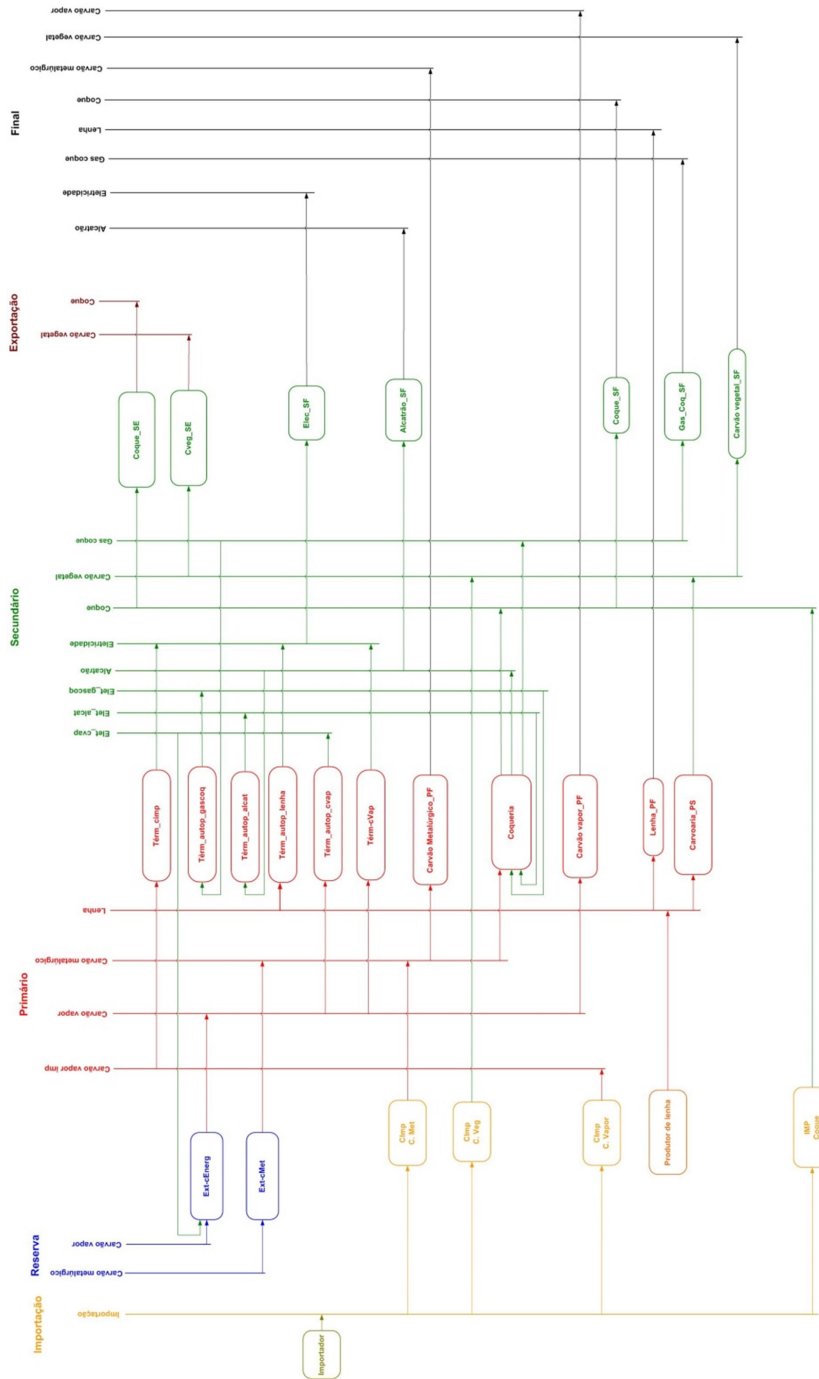 Importação
Reserva
Primário
Secundário
Exportação
Final
Importação
Carvão metalúrgico
Carvão vapor
Carvão vapor imp
Carvão vapor
Carvão metalúrgico
Lenha
Elet_cvap
Elet_alcat
Elet_gascoq
Alcatrão
Eletricidade
Coque
Carvão vegetal
Gas coque
Carvão vegetal
Coque
Alcatrão
Eletricidade
Gas coque
Lenha
Coque
Carvão metalúrgico
Carvão vegetal
Carvão vapor
Importador
Ext-cEnerg
Ext-cMet
CImp
C. Met
CImp
C. Veg
CImp
C. Vapor
Produtor de lenha
IMP
Coque
Térm_cimp
Térm_autop_gascoq
Térm_autop_alcat
Térm_autop_lenha
Térm_autop_cvap
Térm-cVap
Carvão Metalúrgico_PF
Coqueria
Carvão vapor_PF
Lenha_PF
Carvoaria_PS
Coque_SE
Cveg_SE
Elec_SF
Alcatrão_SF
Coque_SF
Gas_Coq_SF
Carvão vegetal_SF